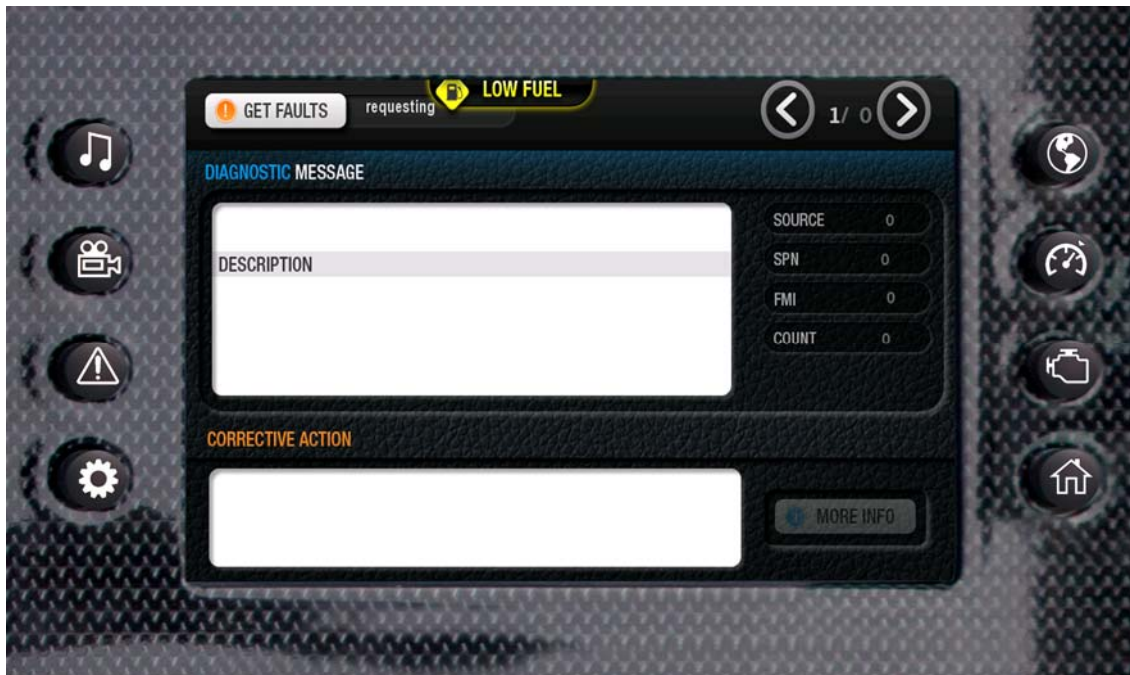 GET FAULTS
requesting
LOW FUEL
1/ 0
DIAGNOSTIC MESSAGE
DESCRIPTION
SOURCE 0
SPN 0
FMI 0
COUNT 0
CORRECTIVE ACTION
MORE INFO